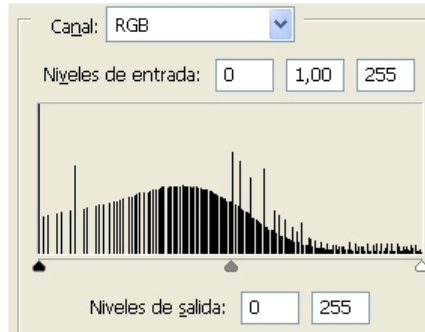 Canal: RGB
Niveles de entrada: 0 1,00 255
Niveles de salida: 0 255